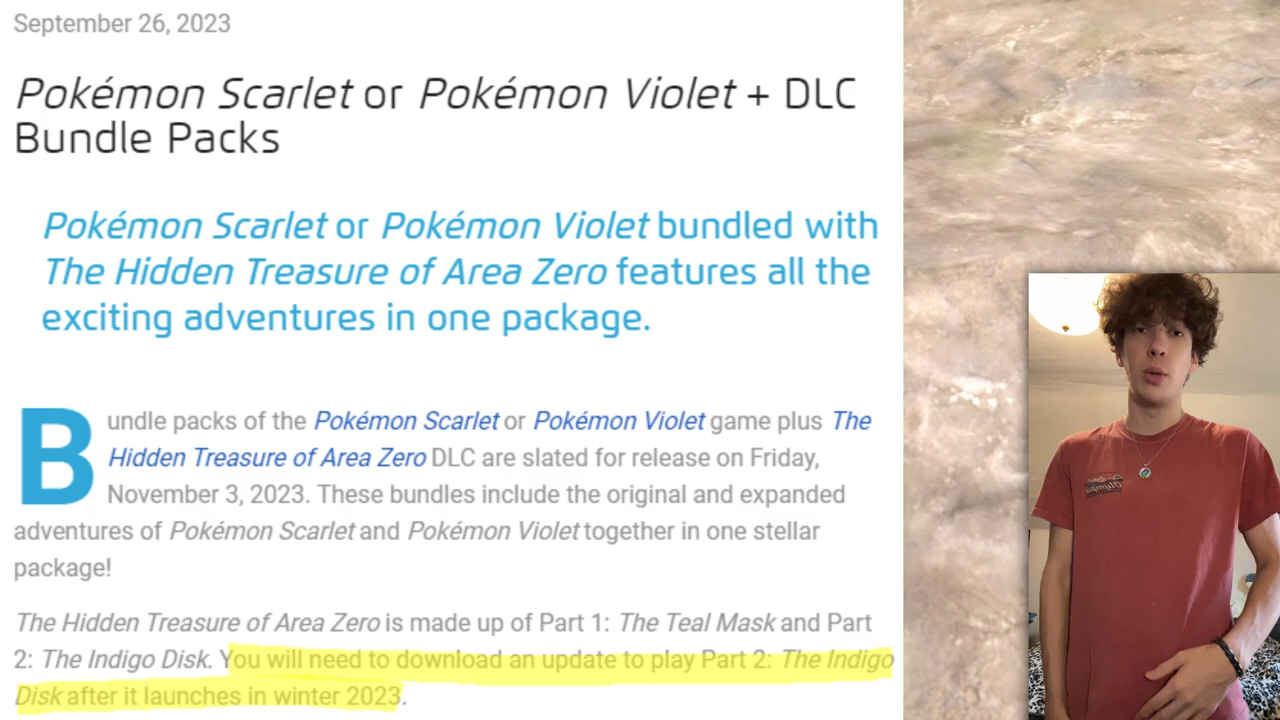 September 26, 2023
Pokémon Scarlet or Pokémon Violet + DLC
Bundle Packs
Pokémon Scarlet or Pokémon Violet bundled with
The Hidden Treasure of Area Zero features all the
exciting adventures in one package.
Bundle packs of the Pokémon Scarlet or Pokémon Violet game plus The
Hidden Treasure of Area Zero DLC are slated for release on Friday,
November 3, 2023. These bundles include the original and expanded
adventures of Pokémon Scarlet and Pokémon Violet together in one stellar
package!
The Hidden Treasure of Area Zero is made up of Part 1: The Teal Mask and Part
2: The Indigo Disk. You will need to download an update to play Part 2: The Indigo
Disk after it launches in winter 2023.
Olympia